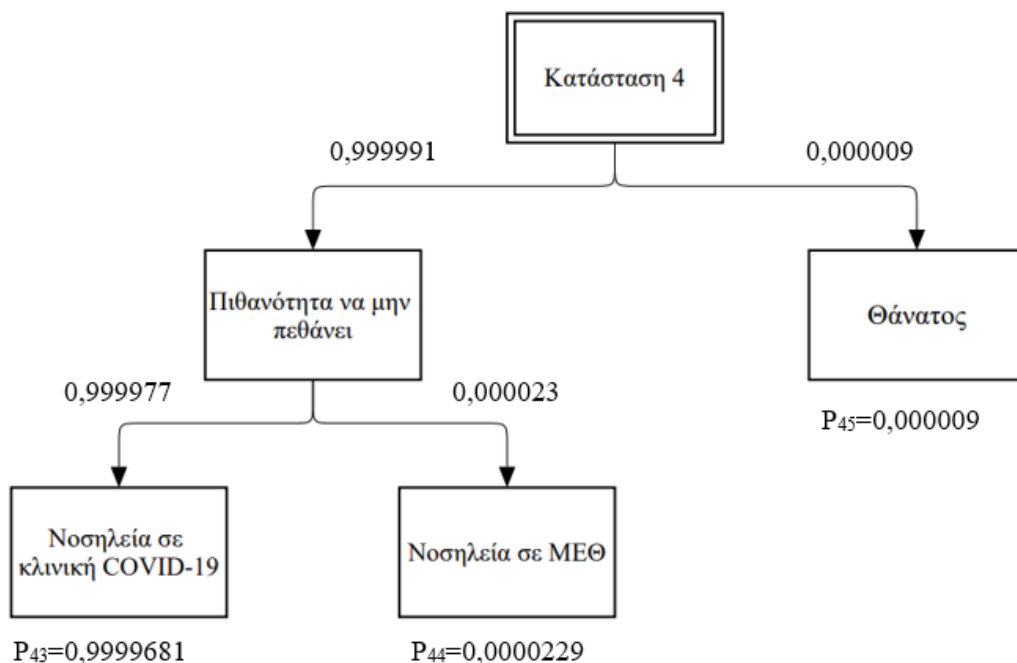 Κατάσταση 4
0,999991
0,000009
Πιθανότητα να μην
πεθάνει
Θάνατος
0,999977
0,000023
P₄₅=0,000009
Νοσηλεία σε
κλινική COVID-19
Νοσηλεία σε ΜΕΘ
P₄₃=0,9999681
P₄₄=0,0000229